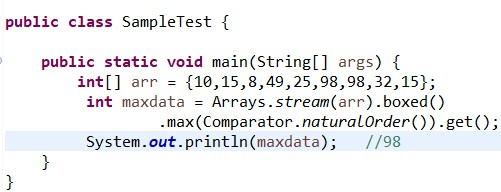 public class SampleTest {
public static void main(String[] args) {
int[] arr = {10,15,8,49,25,98,98,32,15};
int maxdata = Arrays.stream(arr).boxed()
.max(Comparator.naturalOrder()).get();
System.out.println(maxdata);   //98
}
}